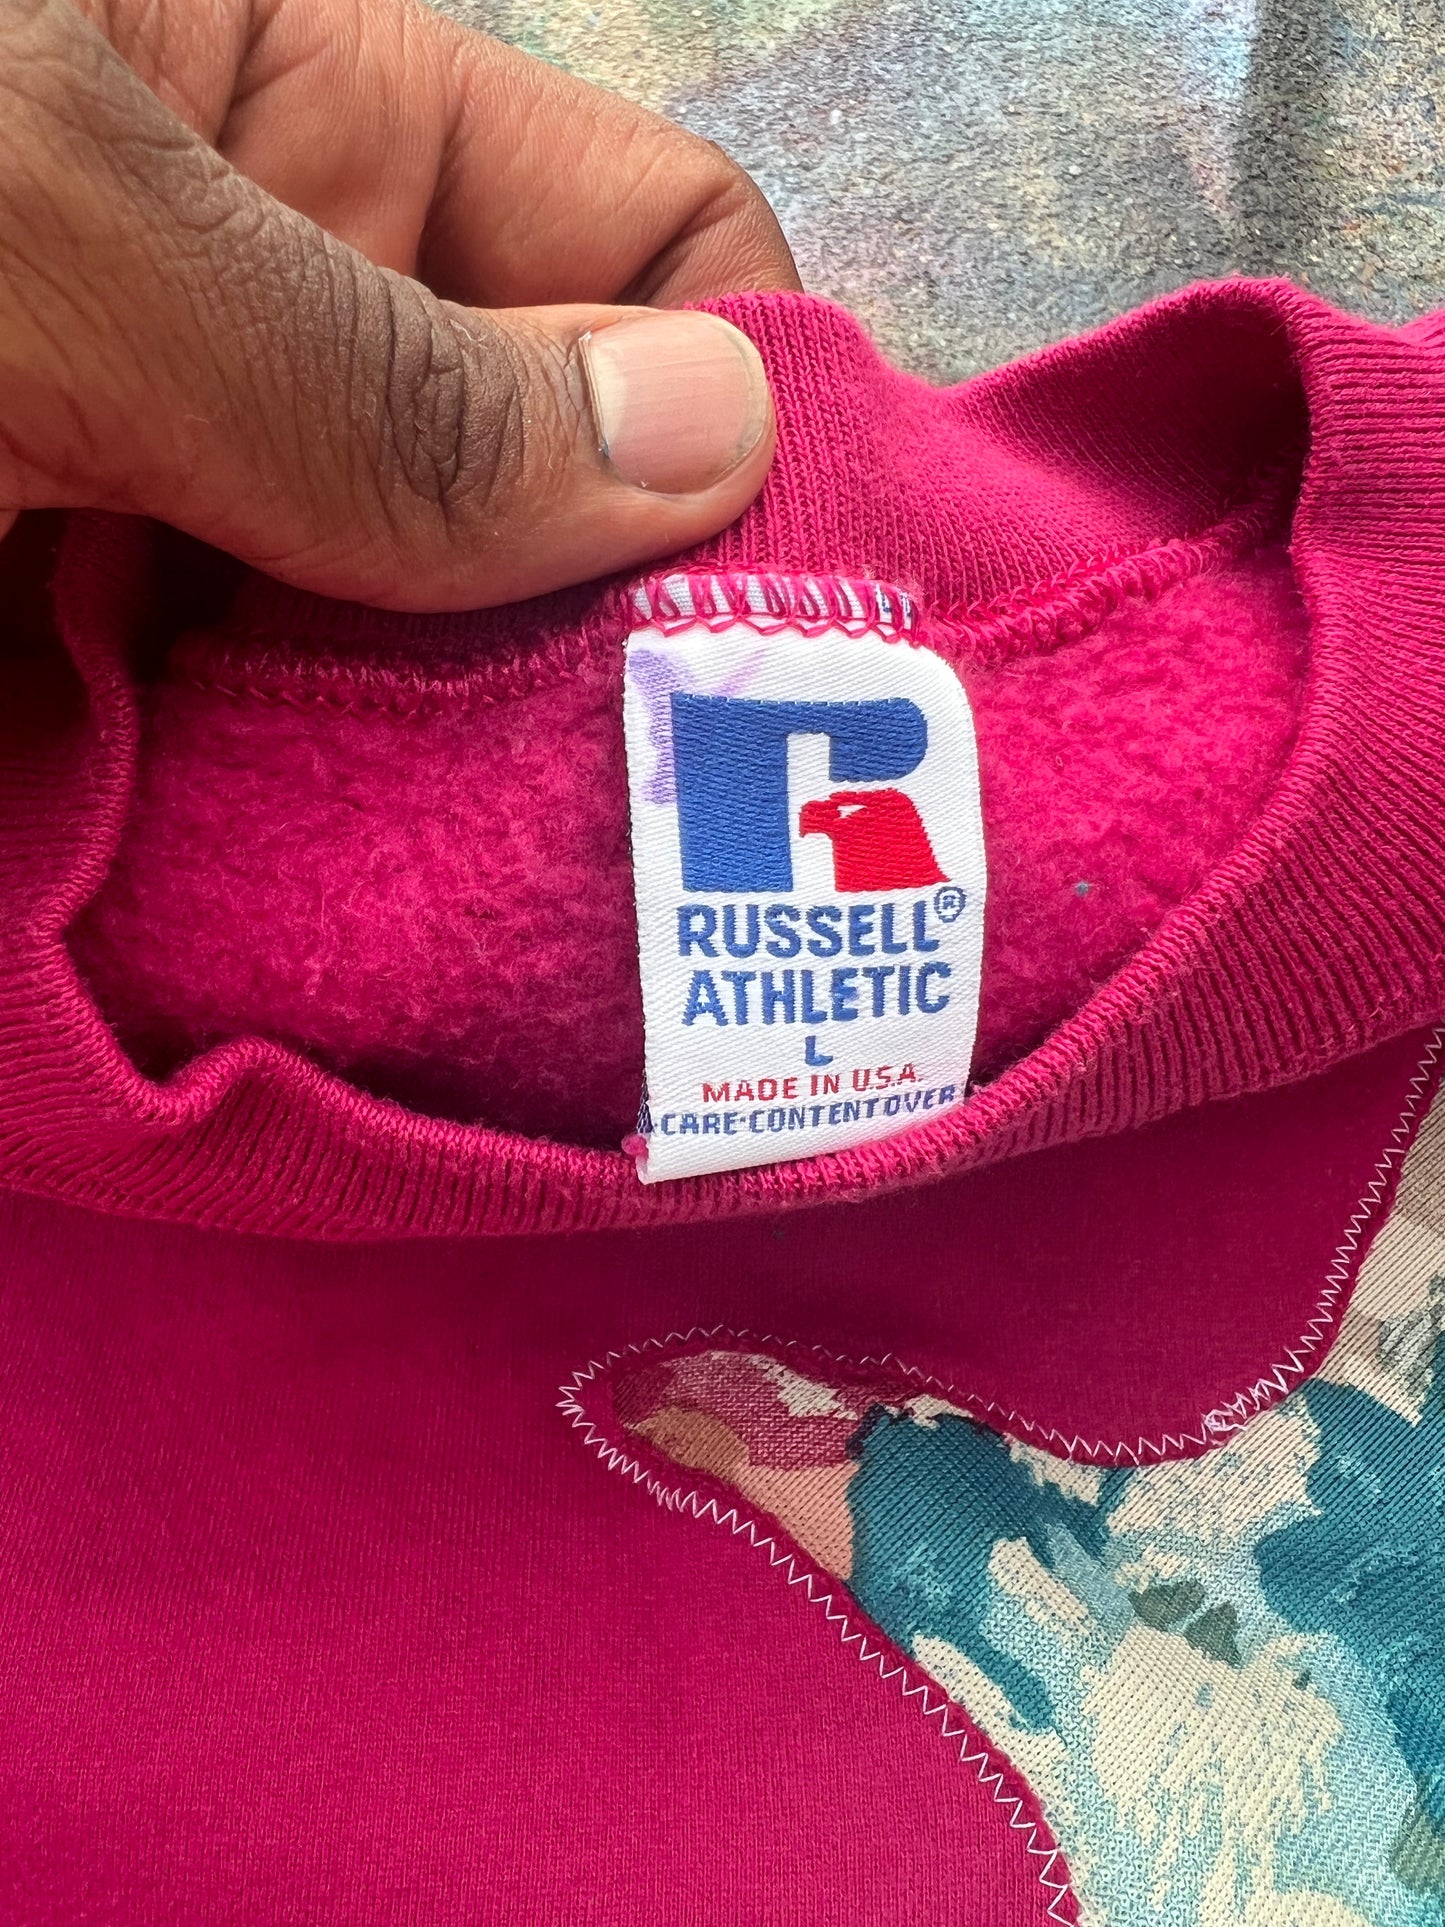 RUSSELL®
ATHLETIC
L
MADE IN U.S.A.
CARE·CONTENT OVER